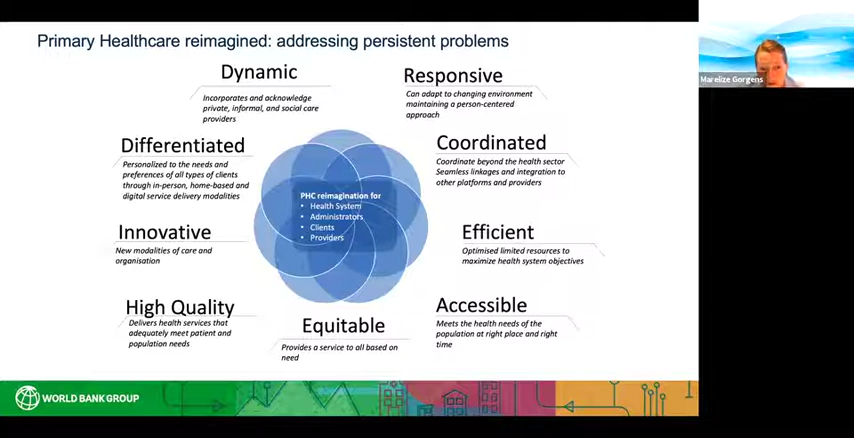 Primary Healthcare reimagined: addressing persistent problems
Marelize Gorgens
Dynamic
Incorporates and acknowledge
private, informal, and social care
providers
Responsive
Can adapt to changing environment
maintaining a person-centered
approach
Differentiated
Personalized to the needs and
preferences of all types of clients
through in-person, home-based and
digital service delivery modalities
Coordinated
Coordinate beyond the health sector
Seamless linkages and integration to
other platforms and providers
PHC reimagination for
• Health System
• Administrators
• Clients
• Providers
Innovative
New modalities of care and
organisation
Efficient
Optimised limited resources to
maximize health system objectives
High Quality
Delivers health services that
adequately meet patient and
population needs
Equitable
Provides a service to all based on
need
Accessible
Meets the health needs of the
population at right place and right
time
WORLD BANK GROUP